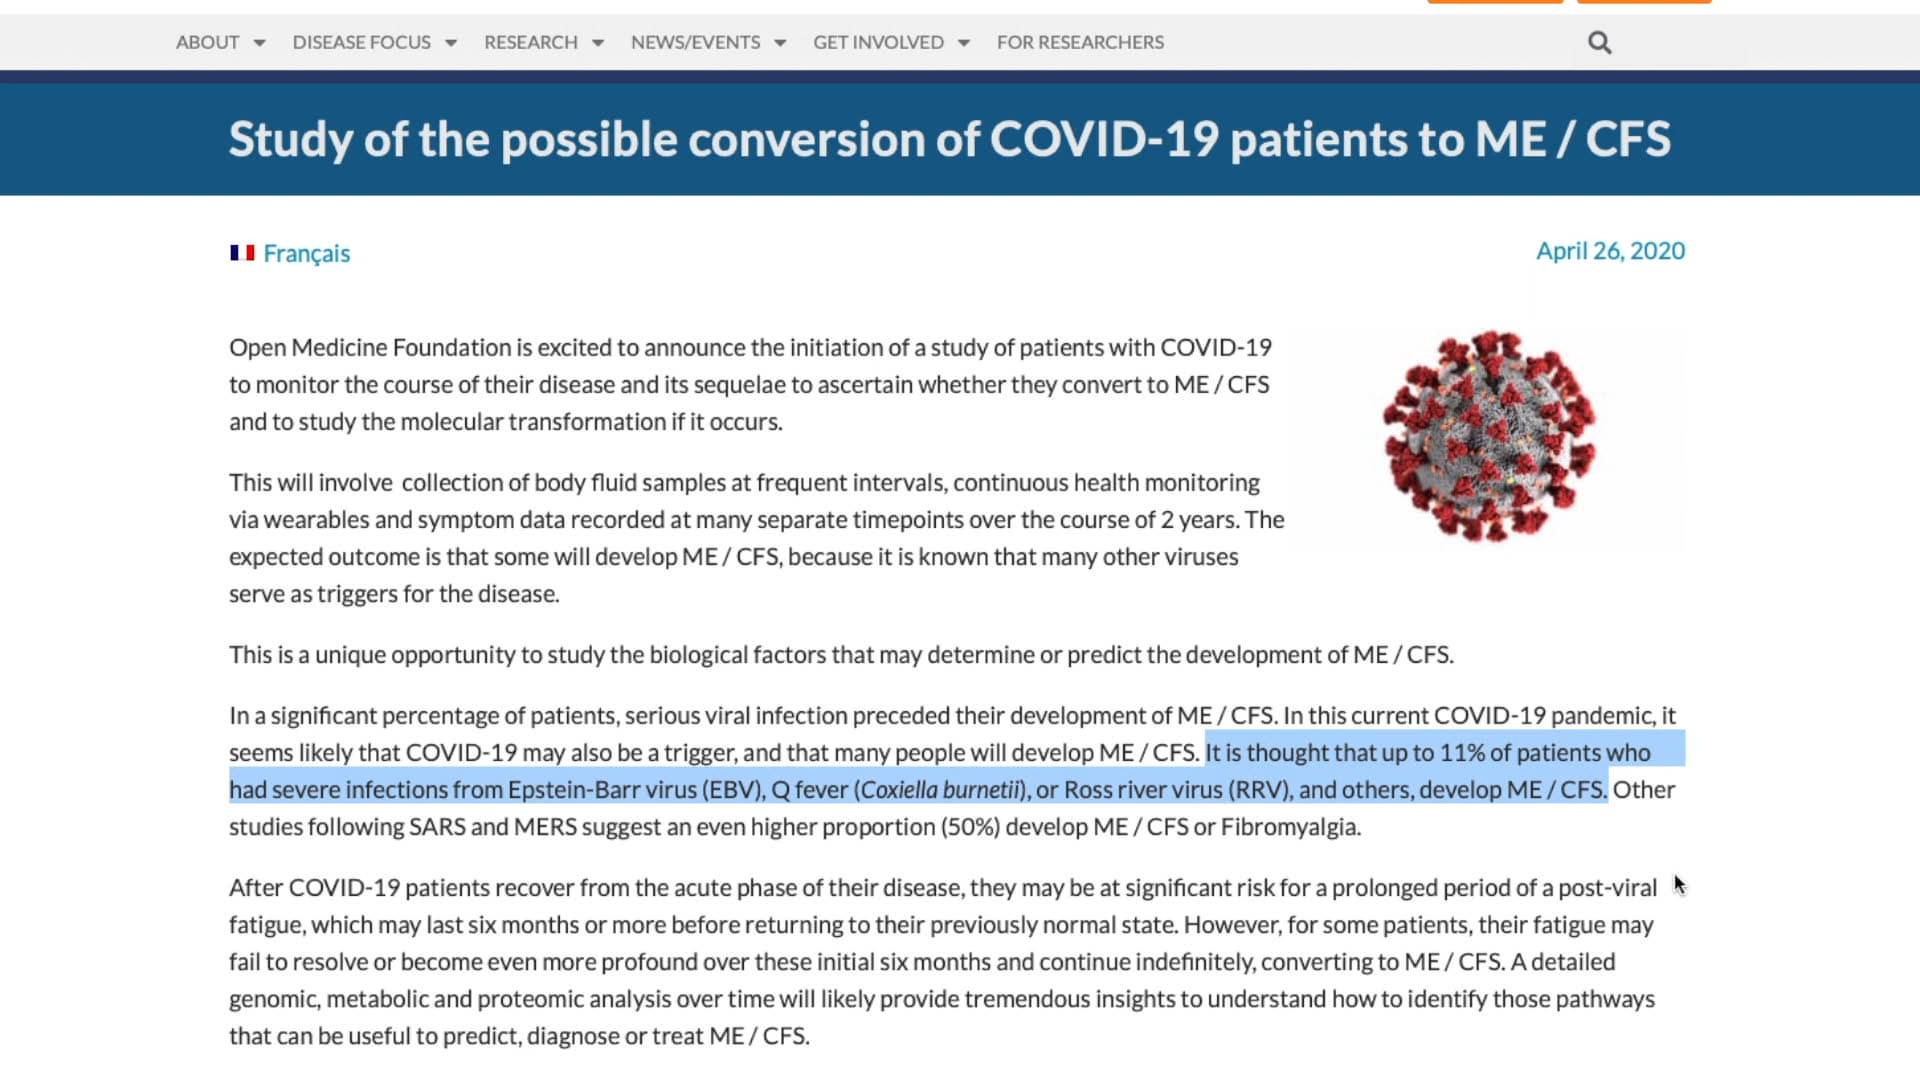 ABOUT DISEASE FOCUS RESEARCH NEWS/EVENTS GET INVOLVED FOR RESEARCHERS
Study of the possible conversion of COVID-19 patients to ME / CFS
Français
April 26, 2020
Open Medicine Foundation is excited to announce the initiation of a study of patients with COVID-19
to monitor the course of their disease and its sequelae to ascertain whether they convert to ME / CFS
and to study the molecular transformation if it occurs.
This will involve collection of body fluid samples at frequent intervals, continuous health monitoring
via wearables and symptom data recorded at many separate timepoints over the course of 2 years. The
expected outcome is that some will develop ME / CFS, because it is known that many other viruses
serve as triggers for the disease.
This is a unique opportunity to study the biological factors that may determine or predict the development of ME / CFS.
In a significant percentage of patients, serious viral infection preceded their development of ME / CFS. In this current COVID-19 pandemic, it
seems likely that COVID-19 may also be a trigger, and that many people will develop ME / CFS. It is thought that up to 11% of patients who
had severe infections from Epstein-Barr virus (EBV), Q fever (Coxiella burnetii), or Ross river virus (RRV), and others, develop ME / CFS. Other
studies following SARS and MERS suggest an even higher proportion (50%) develop ME / CFS or Fibromyalgia.
After COVID-19 patients recover from the acute phase of their disease, they may be at significant risk for a prolonged period of a post-viral
fatigue, which may last six months or more before returning to their previously normal state. However, for some patients, their fatigue may
fail to resolve or become even more profound over these initial six months and continue indefinitely, converting to ME / CFS. A detailed
genomic, metabolic and proteomic analysis over time will likely provide tremendous insights to understand how to identify those pathways
that can be useful to predict, diagnose or treat ME / CFS.